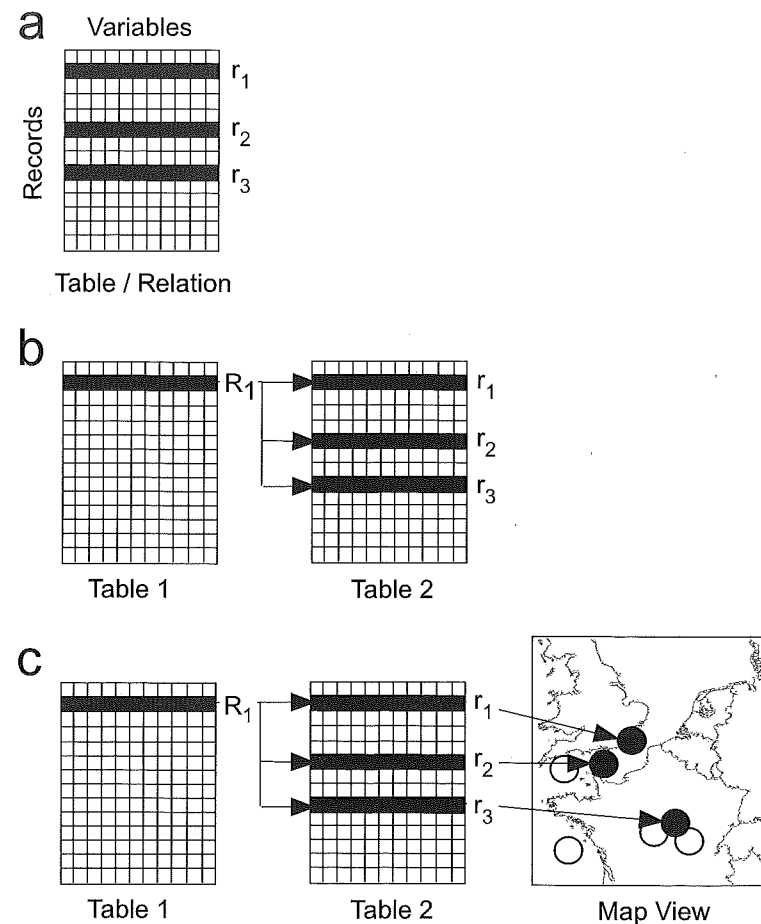 a
Variables
Records
r1
r2
r3
Table / Relation
b
R1
r1
r2
r3
Table 1
Table 2
c
R1
r1
r2
r3
Table 1
Table 2
Map View